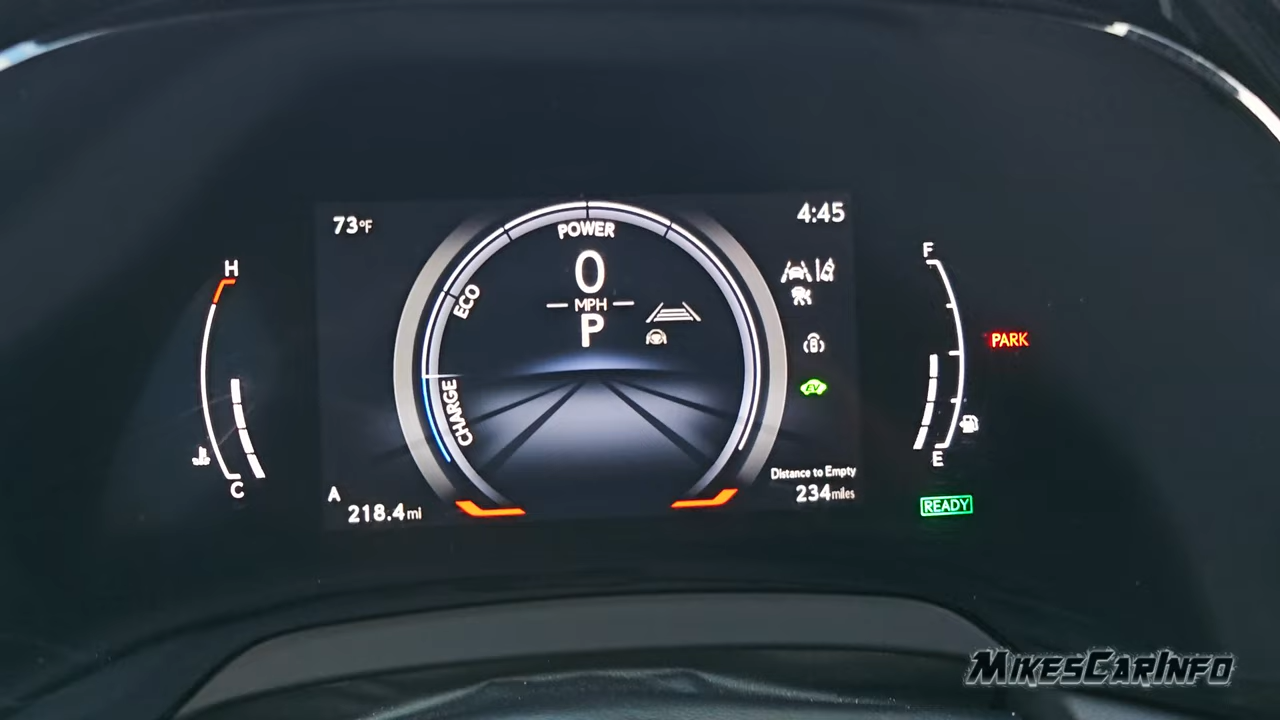 73°F
4:45
POWER
H
F
0
ECO
MPH
P
PARK
CHARGE
EV
C
E
Distance to Empty
A
234miles
218.4mi
READY
MIKESCARINFO